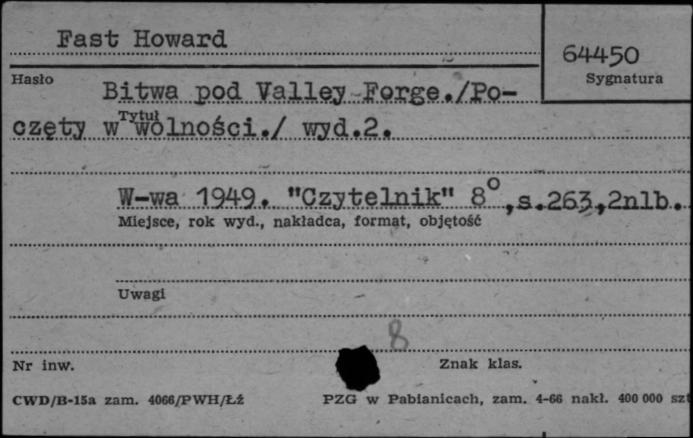 Fast Howard
64450
Hasło
Sygnatura
Bitwa pod Valley Forge./Po-
Tytuł
częty w wolności./ wyd.2.
W-wa 1949. "Czytelnik" 8°,s.263,2nlb.
Miejsce, rok wyd., nakładca, format, objętość
Uwagi
8
Nr inw.
Znak klas.
CWD/B-15a zam. 4066/PWH/Łź
PZG w Pabianicach, zam. 4-66 nakł. 400 000 szt